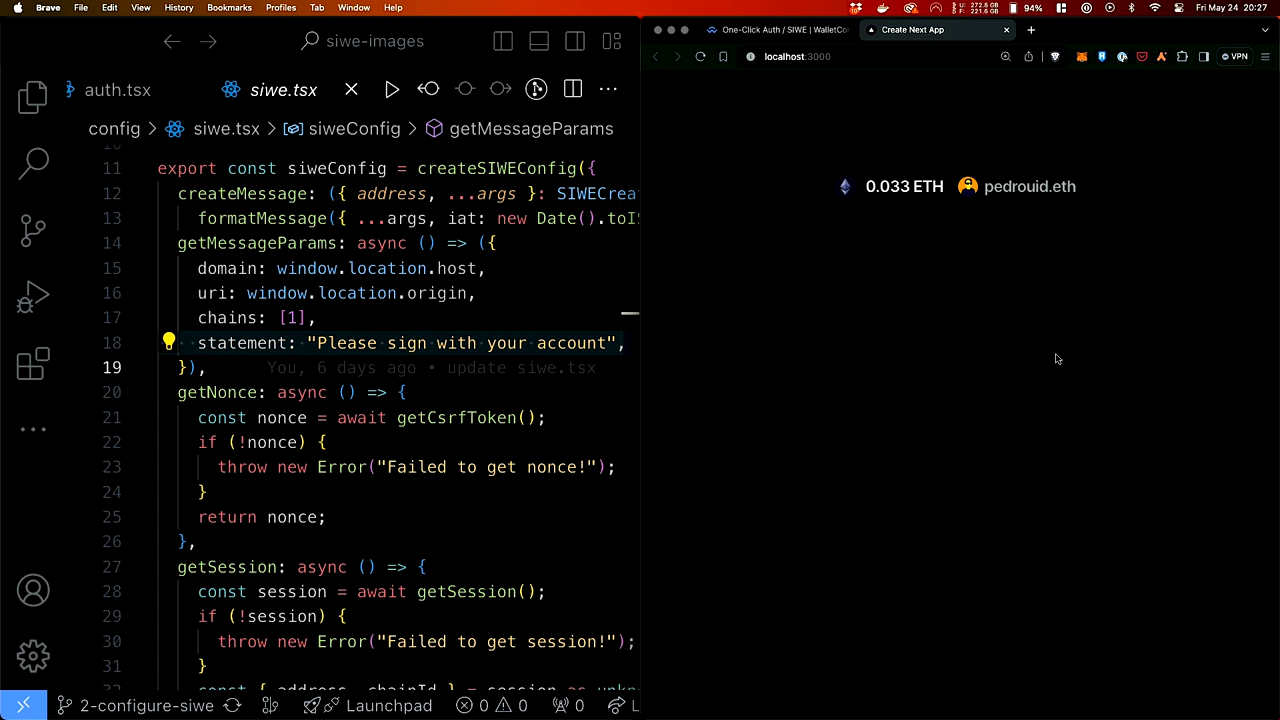 Brave File Edit View History Bookmarks Profiles Tab Window Help 94% Fri May 24 20:27
siwe-images
auth.tsx siwe.tsx
config siwe.tsx siweConfig getMessageParams
11 export const siweConfig = createSIWEConfig({
12 createMessage: ({ address, ...args }: SIWECrea
13 formatMessage({ ...args, iat: new Date().toIS
14 getMessageParams: async () => ({
15 domain: window.location.host,
16 uri: window.location.origin,
17 chains: [1],
18 statement: "Please sign with your account",
19 }), You, 6 days ago • update siwe.tsx
20 getNonce: async () => {
21 const nonce = await getCsrfToken();
22 if (!nonce) {
23 throw new Error("Failed to get nonce!");
24 }
25 return nonce;
26 },
27 getSession: async () => {
28 const session = await getSession();
29 if (!session) {
30 throw new Error("Failed to get session!");
31 }
2-configure-siwe Launchpad 0 0 0 L
One-Click Auth / SIWE | WalletCon Create Next App
localhost:3000 VPN
0.033 ETH pedrouid.eth